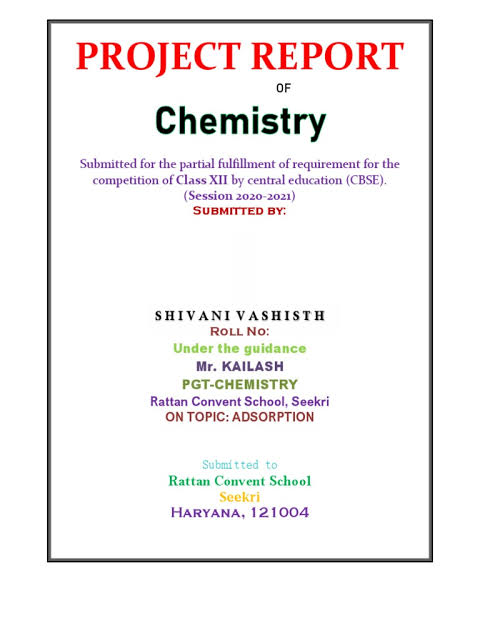 PROJECT REPORT
OF
Chemistry
Submitted for the partial fulfillment of requirement for the
competition of Class XII by central education (CBSE).
(Session 2020-2021)
SUBMITTED BY:
SHIVANI VASHISTH
ROLL NO:
Under the guidance
Mr. KAILASH
PGT-CHEMISTRY
Rattan Convent School, Seekri
ON TOPIC: ADSORPTION
Submitted to
Rattan Convent School
Seekri
HARYANA, 121004